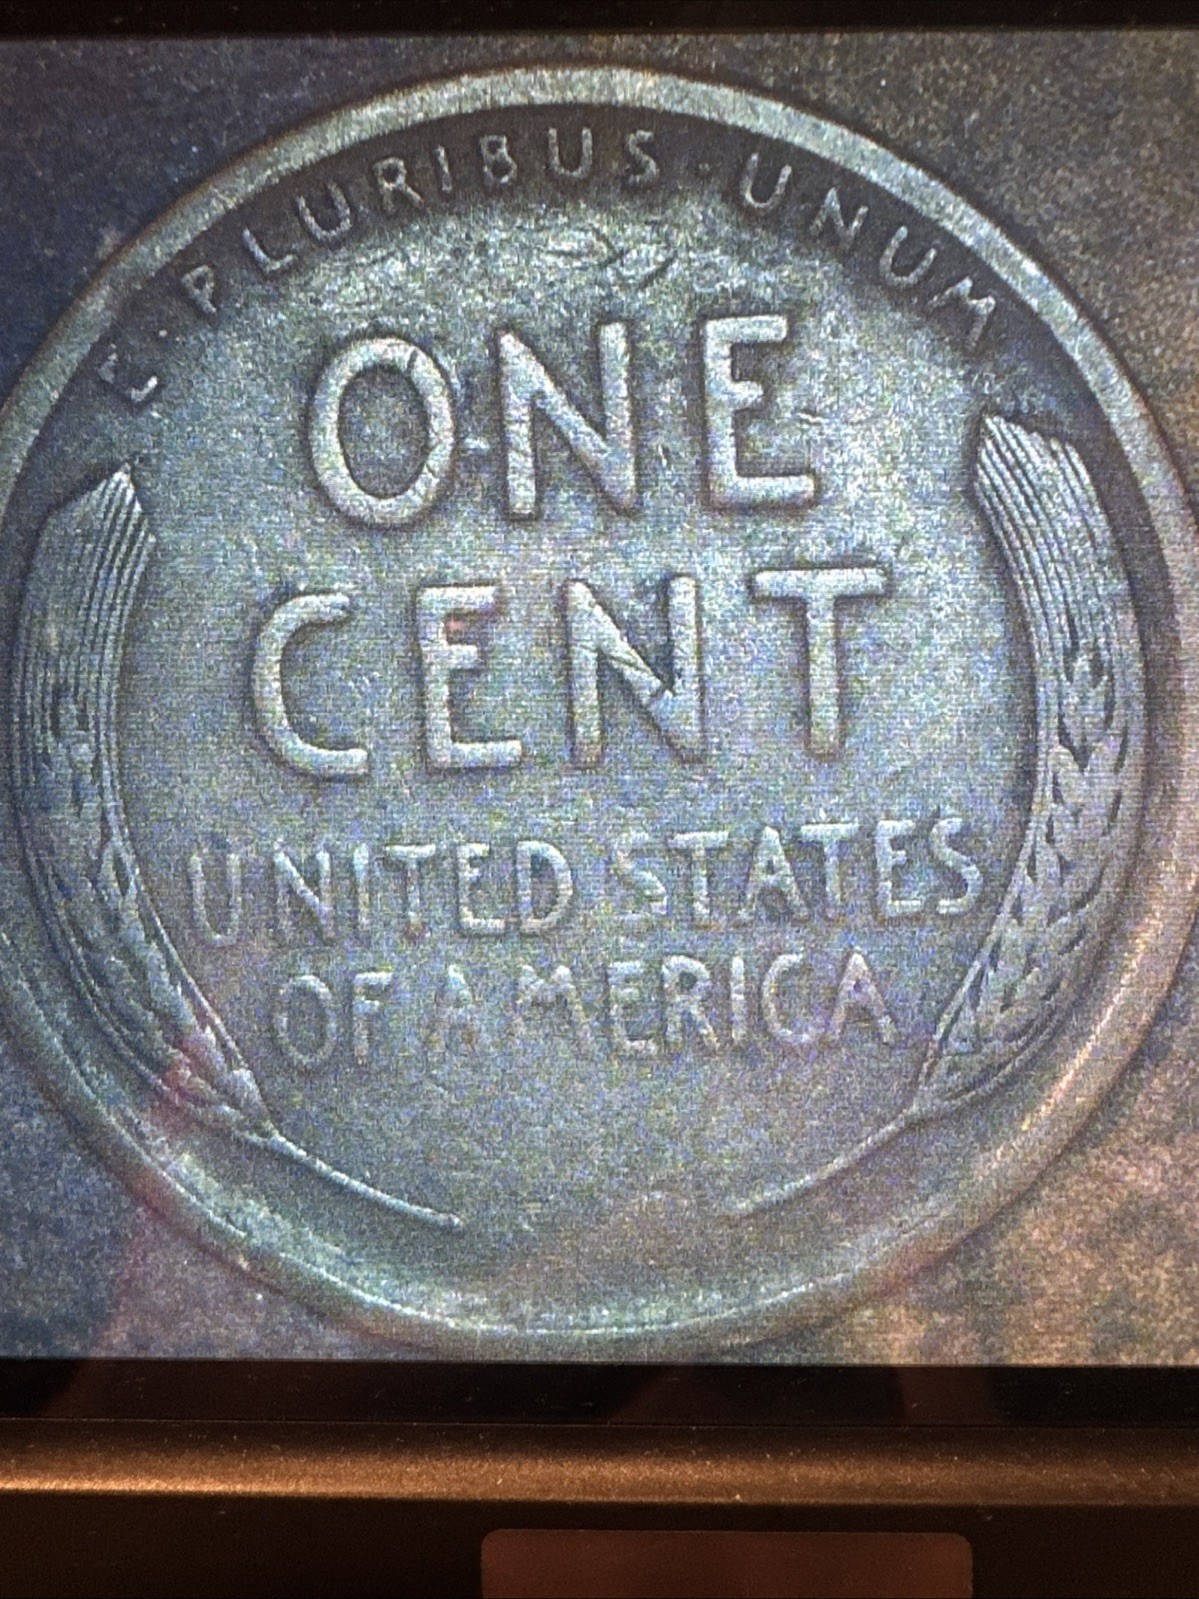 E·PLURIBUS·UNUM
ONE
CENT
UNITED STATES
OF AMERICA